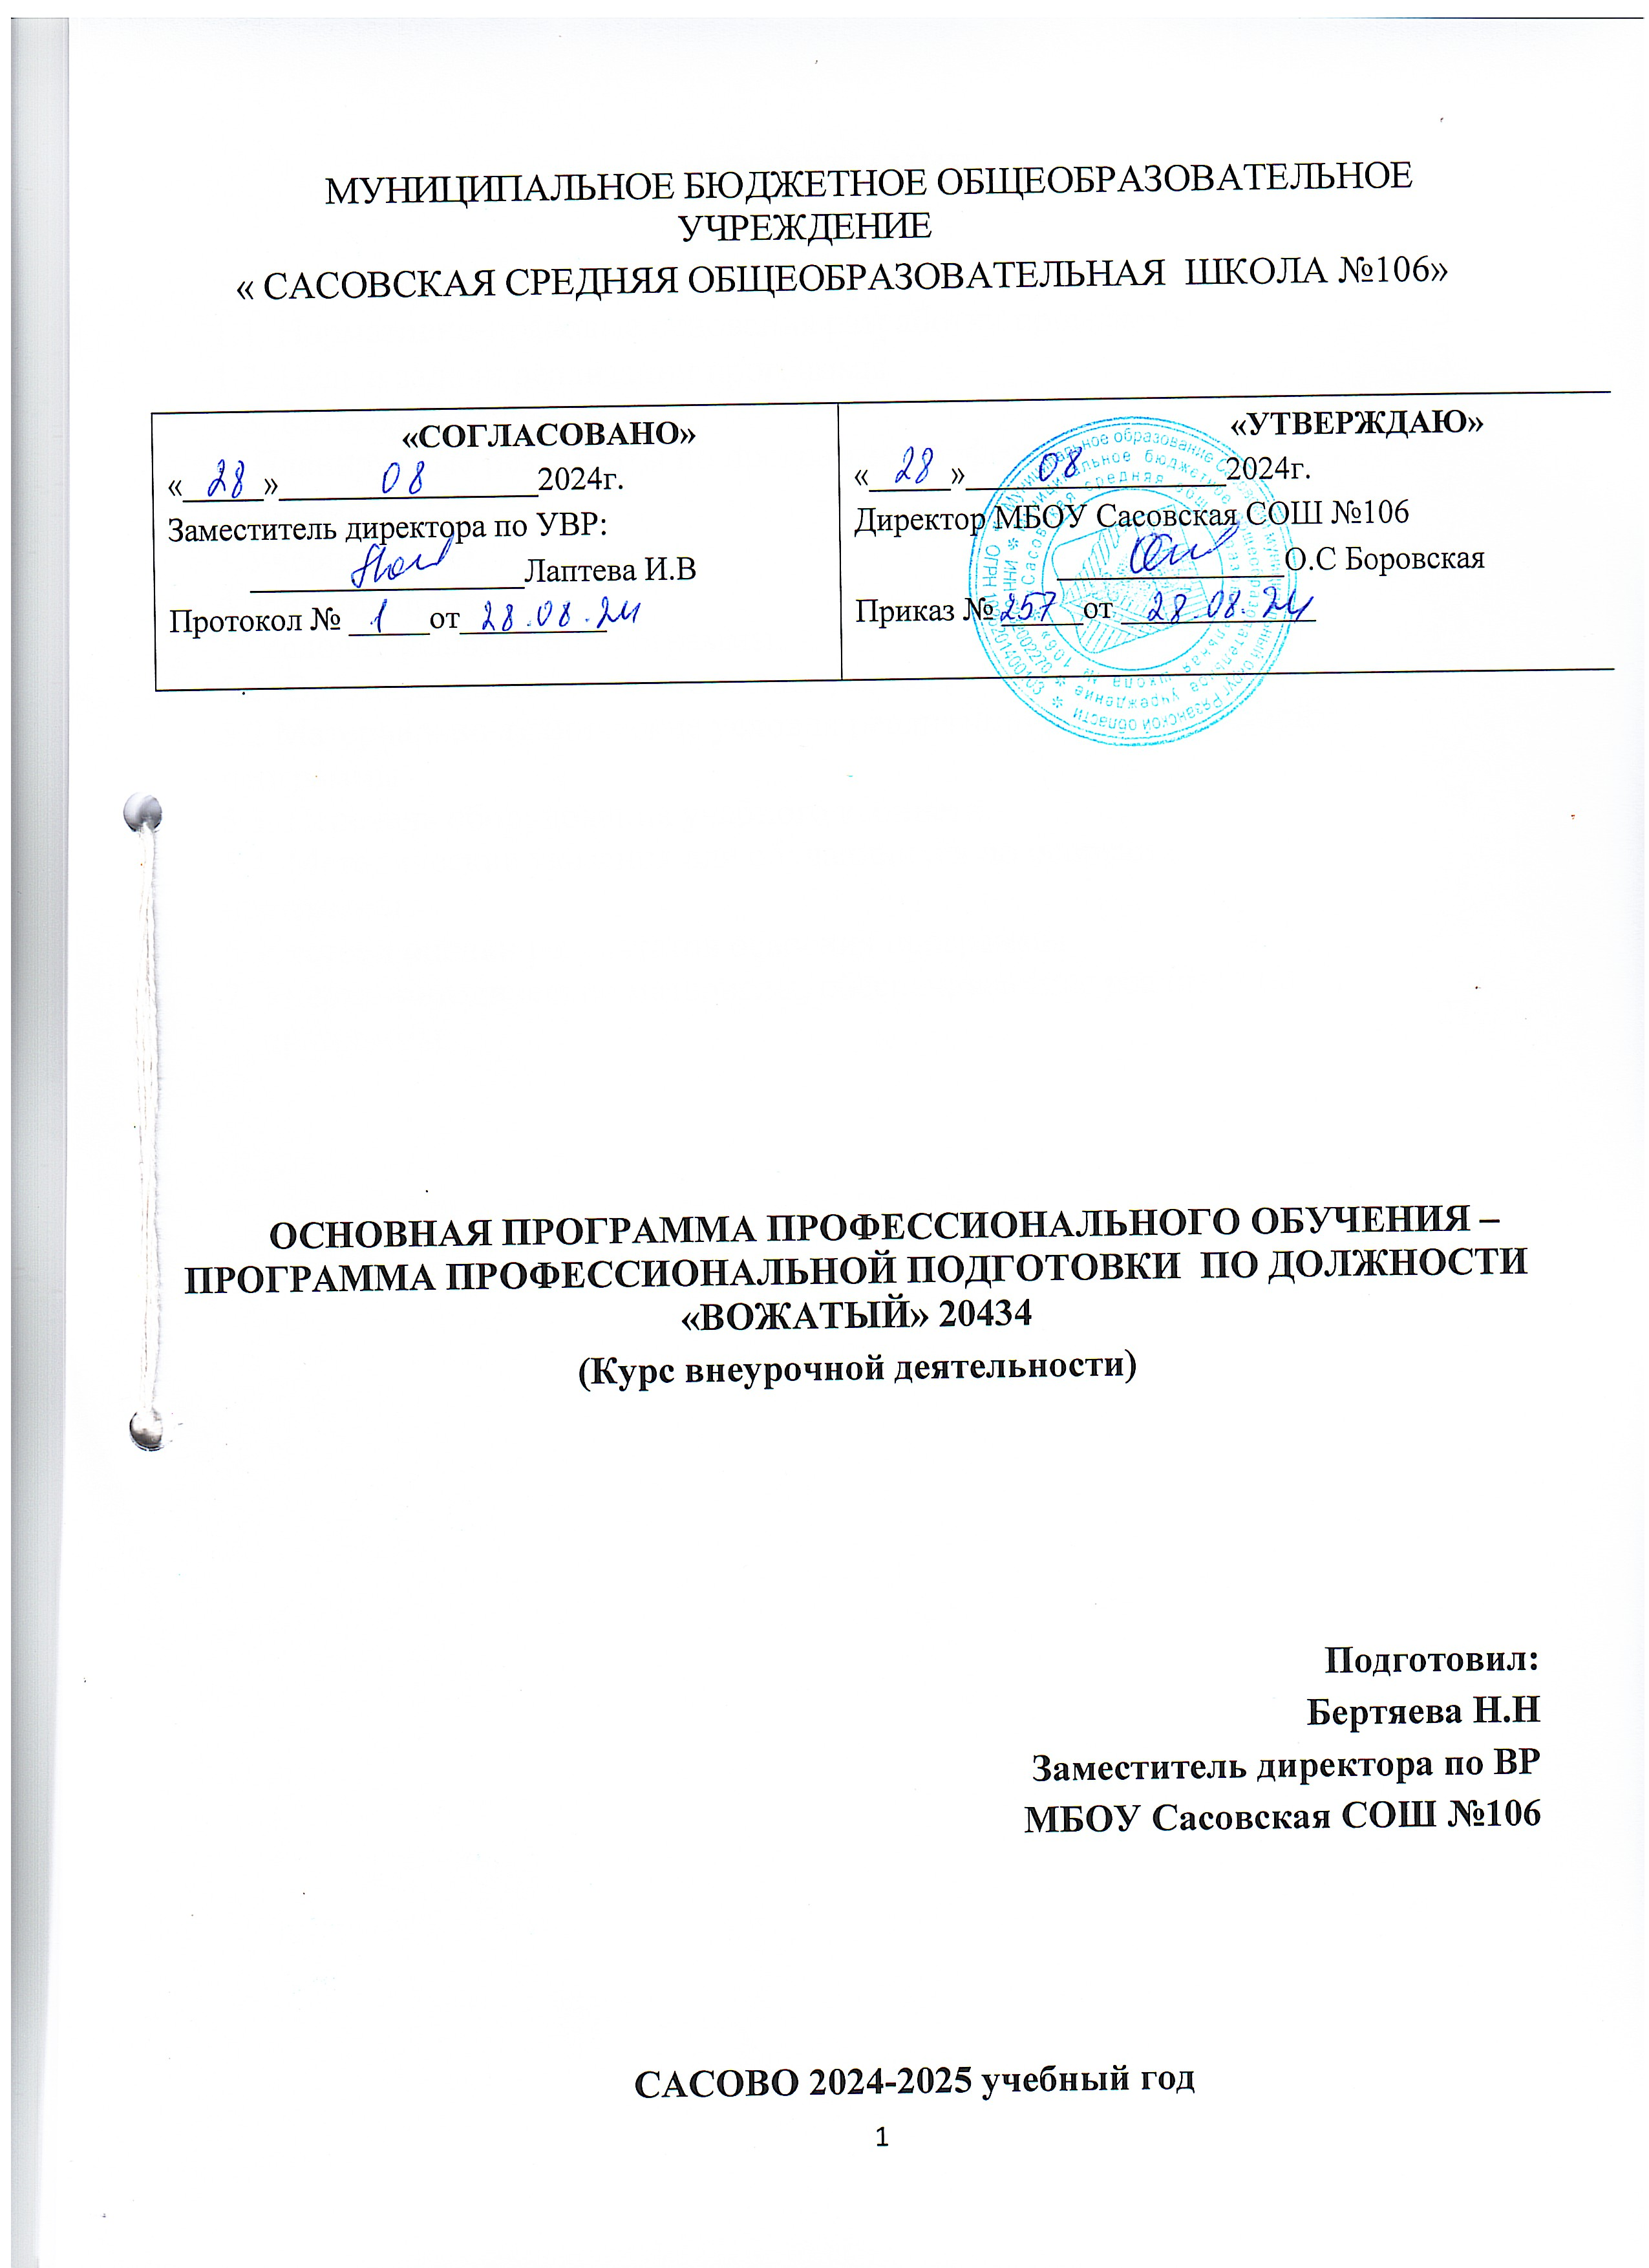 МУНИЦИПАЛЬНОЕ БЮДЖЕТНОЕ ОБЩЕОБРАЗОВАТЕЛЬНОЕ
УЧРЕЖДЕНИЕ
« САСОВСКАЯ СРЕДНЯЯ ОБЩЕОБРАЗОВАТЕЛЬНАЯ ШКОЛА №106»
«СОГЛАСОВАНО»
«28» 08 2024г.
Заместитель директора по УВР:
Лаптева И.В
Протокол № 1 от 28.08.24
«УТВЕРЖДАЮ»
«28» 08 2024г.
Директор МБОУ Сасовская СОШ №106
О.С Боровская
Приказ № 257 от 28.08.24
ОСНОВНАЯ ПРОГРАММА ПРОФЕССИОНАЛЬНОГО ОБУЧЕНИЯ –
ПРОГРАММА ПРОФЕССИОНАЛЬНОЙ ПОДГОТОВКИ ПО ДОЛЖНОСТИ
«ВОЖАТЫЙ» 20434
(Курс внеурочной деятельности)
Подготовил:
Бертяева Н.Н
Заместитель директора по ВР
МБОУ Сасовская СОШ №106
САСОВО 2024-2025 учебный год
1